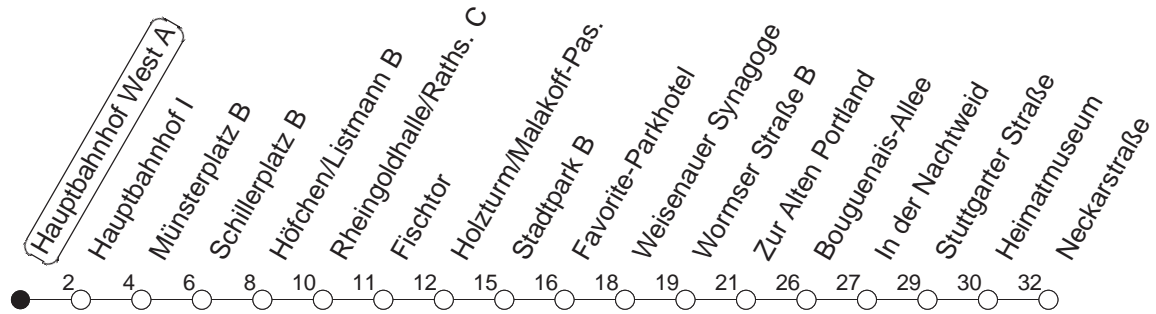 Hauptbahnhof West A
Hauptbahnhof I
Münsterplatz B
Schillerplatz B
Höfchen/Listmann B
Rheingoldhalle/Raths. C
Fischtor
Holzturm/Malakoff-Pas.
Stadtpark B
Favorite-Parkhotel
Weisenauer Synagoge
Wormser Straße B
Zur Alten Portland
Bouguenais-Allee
In der Nachtweid
Stuttgarter Straße
Heimatmuseum
Neckarstraße
2 4 6 8 10 11 12 15 16 18 19 21 26 27 29 30 32